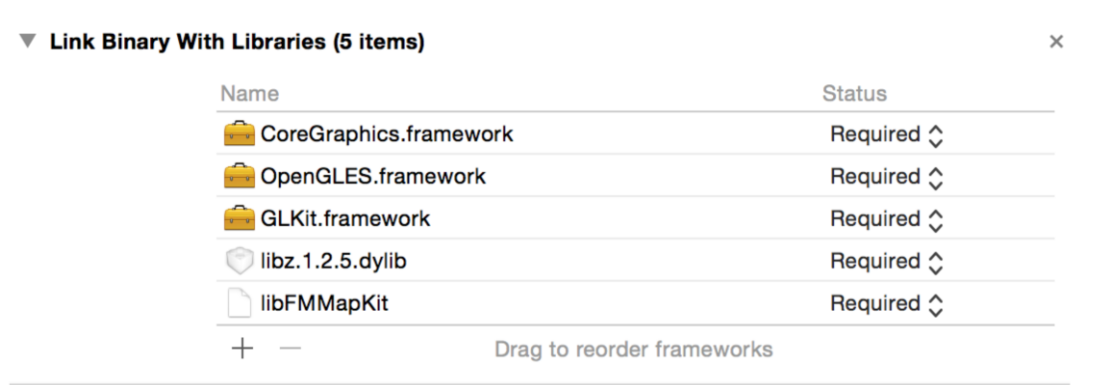 Link Binary With Libraries (5 items)
Name Status
CoreGraphics.framework Required
OpenGLES.framework Required
GLKit.framework Required
libz.1.2.5.dylib Required
libFMMapKit Required
Drag to reorder frameworks